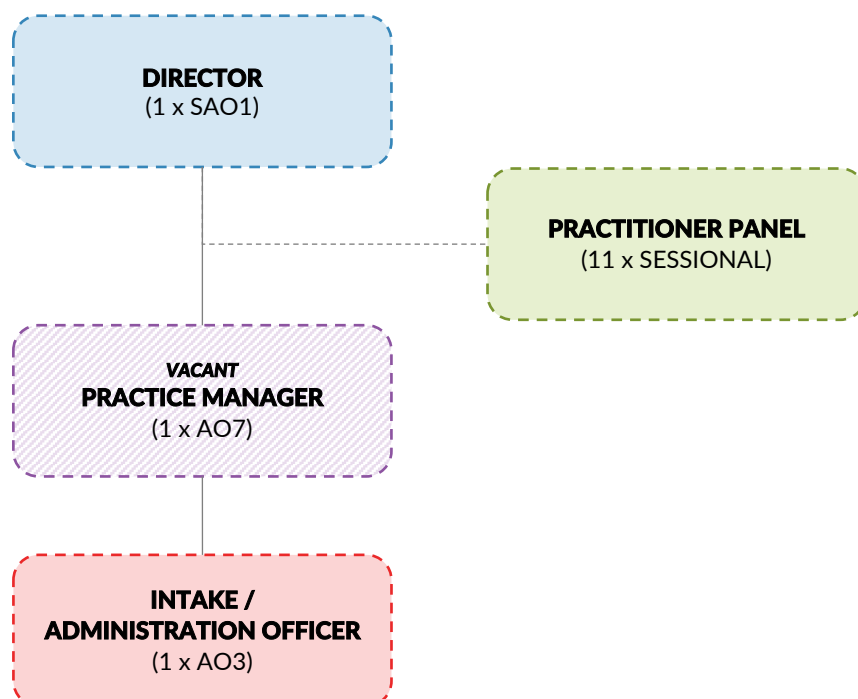 DIRECTOR
(1 x SAO1)
PRACTITIONER PANEL
(11 x SESSIONAL)
VACANT
PRACTICE MANAGER
(1 x AO7)
INTAKE /
ADMINISTRATION OFFICER
(1 x AO3)